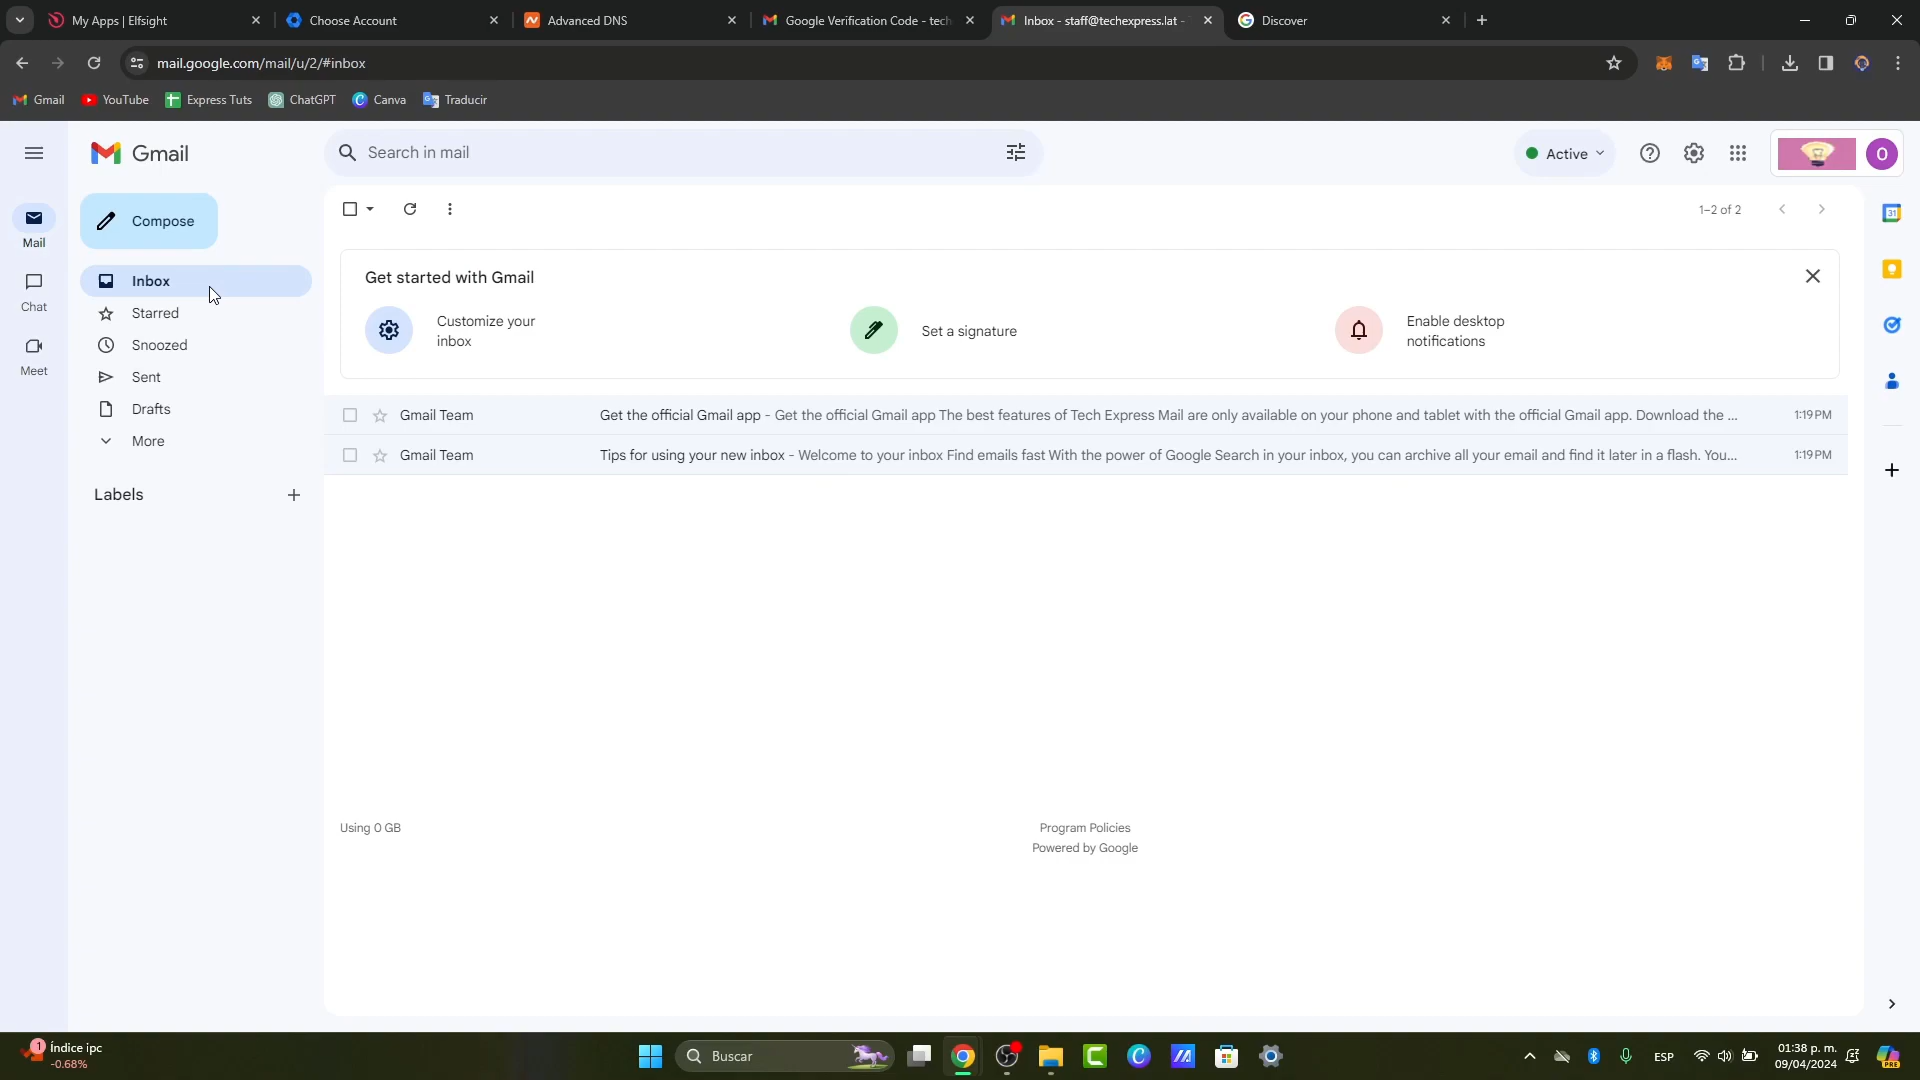 My Apps | Elfsight
Choose Account
Advanced DNS
Google Verification Code - tech
Inbox - staff@techexpress.lat -
Discover
mail.google.com/mail/u/2/#inbox
Gmail
YouTube
Express Tuts
ChatGPT
Canva
Traducir
Gmail
Search in mail
Active
O
Compose
Mail
Chat
Meet
Inbox
Starred
Snoozed
Sent
Drafts
More
Labels
1–2 of 2
Get started with Gmail
Customize your
inbox
Set a signature
Enable desktop
notifications
Gmail Team Get the official Gmail app - Get the official Gmail app The best features of Tech Express Mail are only available on your phone and tablet with the official Gmail app. Download the ... 1:19 PM
Gmail Team Tips for using your new inbox - Welcome to your inbox Find emails fast With the power of Google Search in your inbox, you can archive all your email and find it later in a flash. You... 1:19 PM
Using 0 GB
Program Policies
Powered by Google
31
1
Índice ipc
-0.68%
Buscar
ESP
01:38 p. m.
09/04/2024
PRE